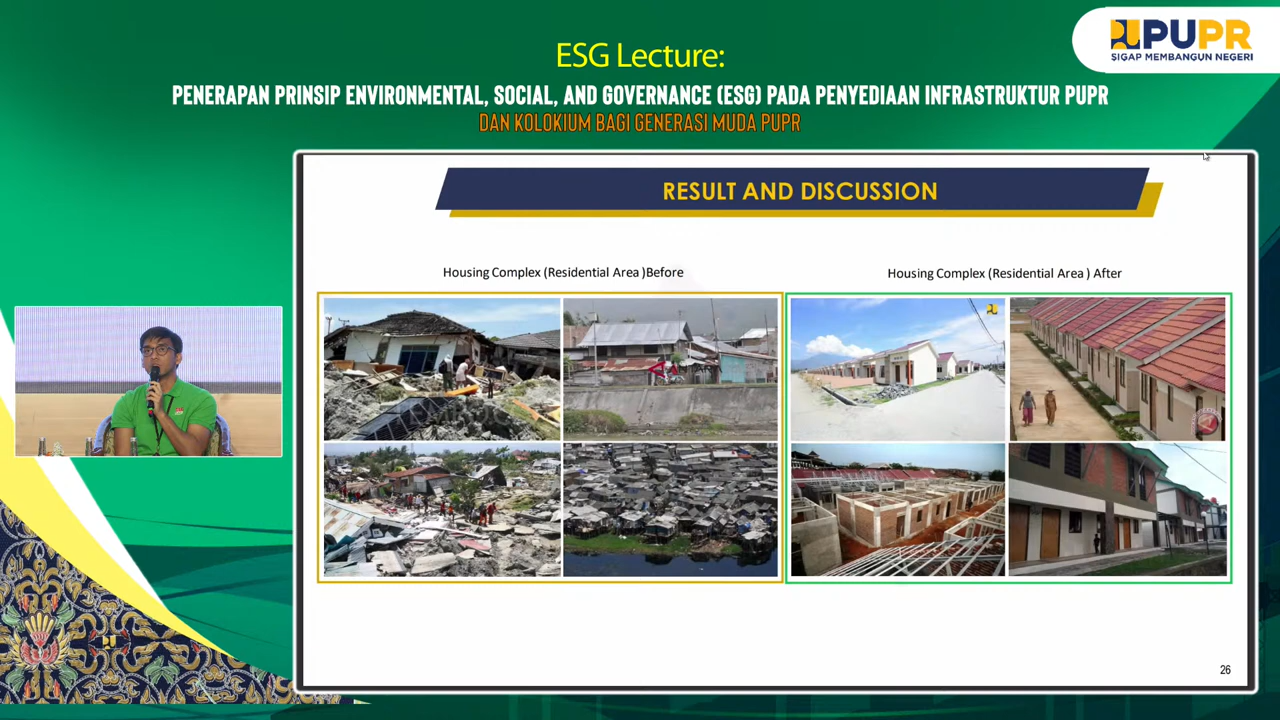 PUPR
SIGAP MEMBANGUN NEGERI
ESG Lecture:
PENERAPAN PRINSIP ENVIRONMENTAL, SOCIAL, AND GOVERNANCE (ESG) PADA PENYEDIAAN INFRASTRUKTUR PUPR
DAN KOLOKIUM BAGI GENERASI MUDA PUPR
RESULT AND DISCUSSION
Housing Complex (Residential Area )Before
Housing Complex (Residential Area ) After
26